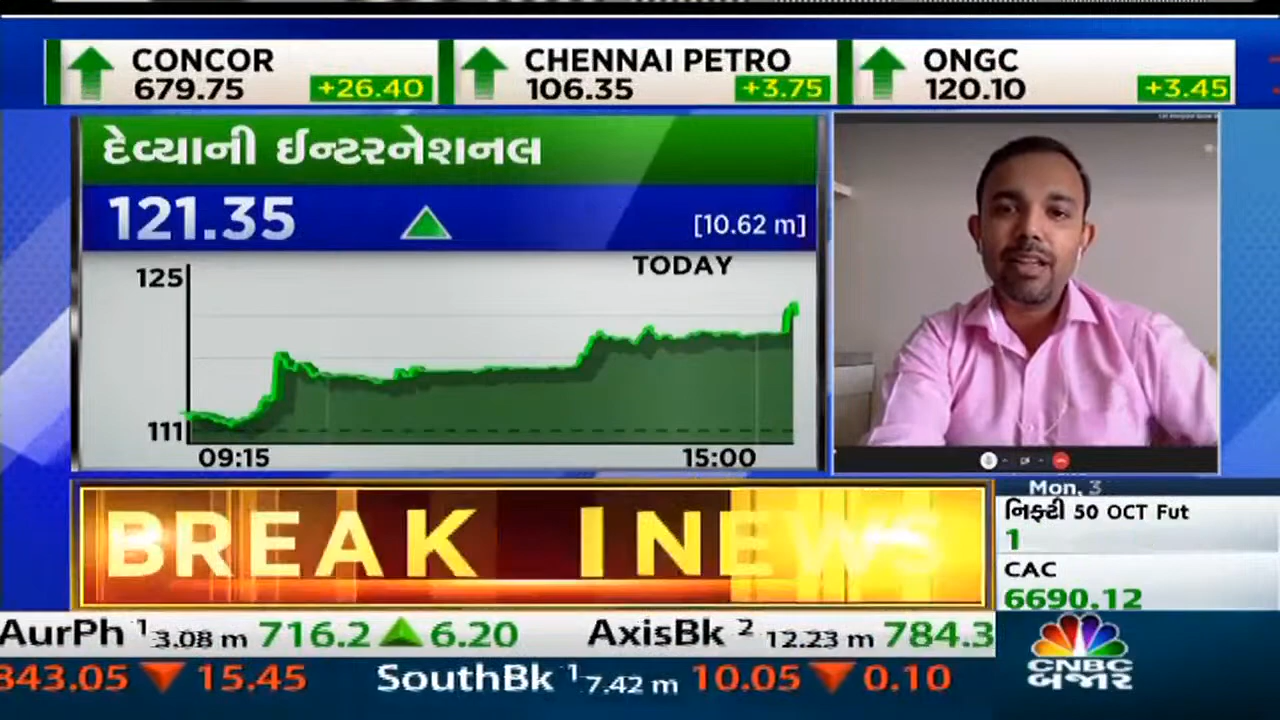 CONCOR
679.75 +26.40
CHENNAI PETRO
106.35 +3.75
ONGC
120.10 +3.45
દેવ્યાની ઈન્ટરનેશનલ
121.35 [10.62 m]
TODAY
125
111
09:15 15:00
BREAK INEWS
Mon, 3
નિફ્ટી 50 OCT Fut
1
CAC
6690.12
AurPh 1 3.08 m 716.2 6.20 AxisBk 2 12.23 m 784.3
843.05 15.45 SouthBk 1 7.42 m 10.05 0.10
CNBC
બજાર